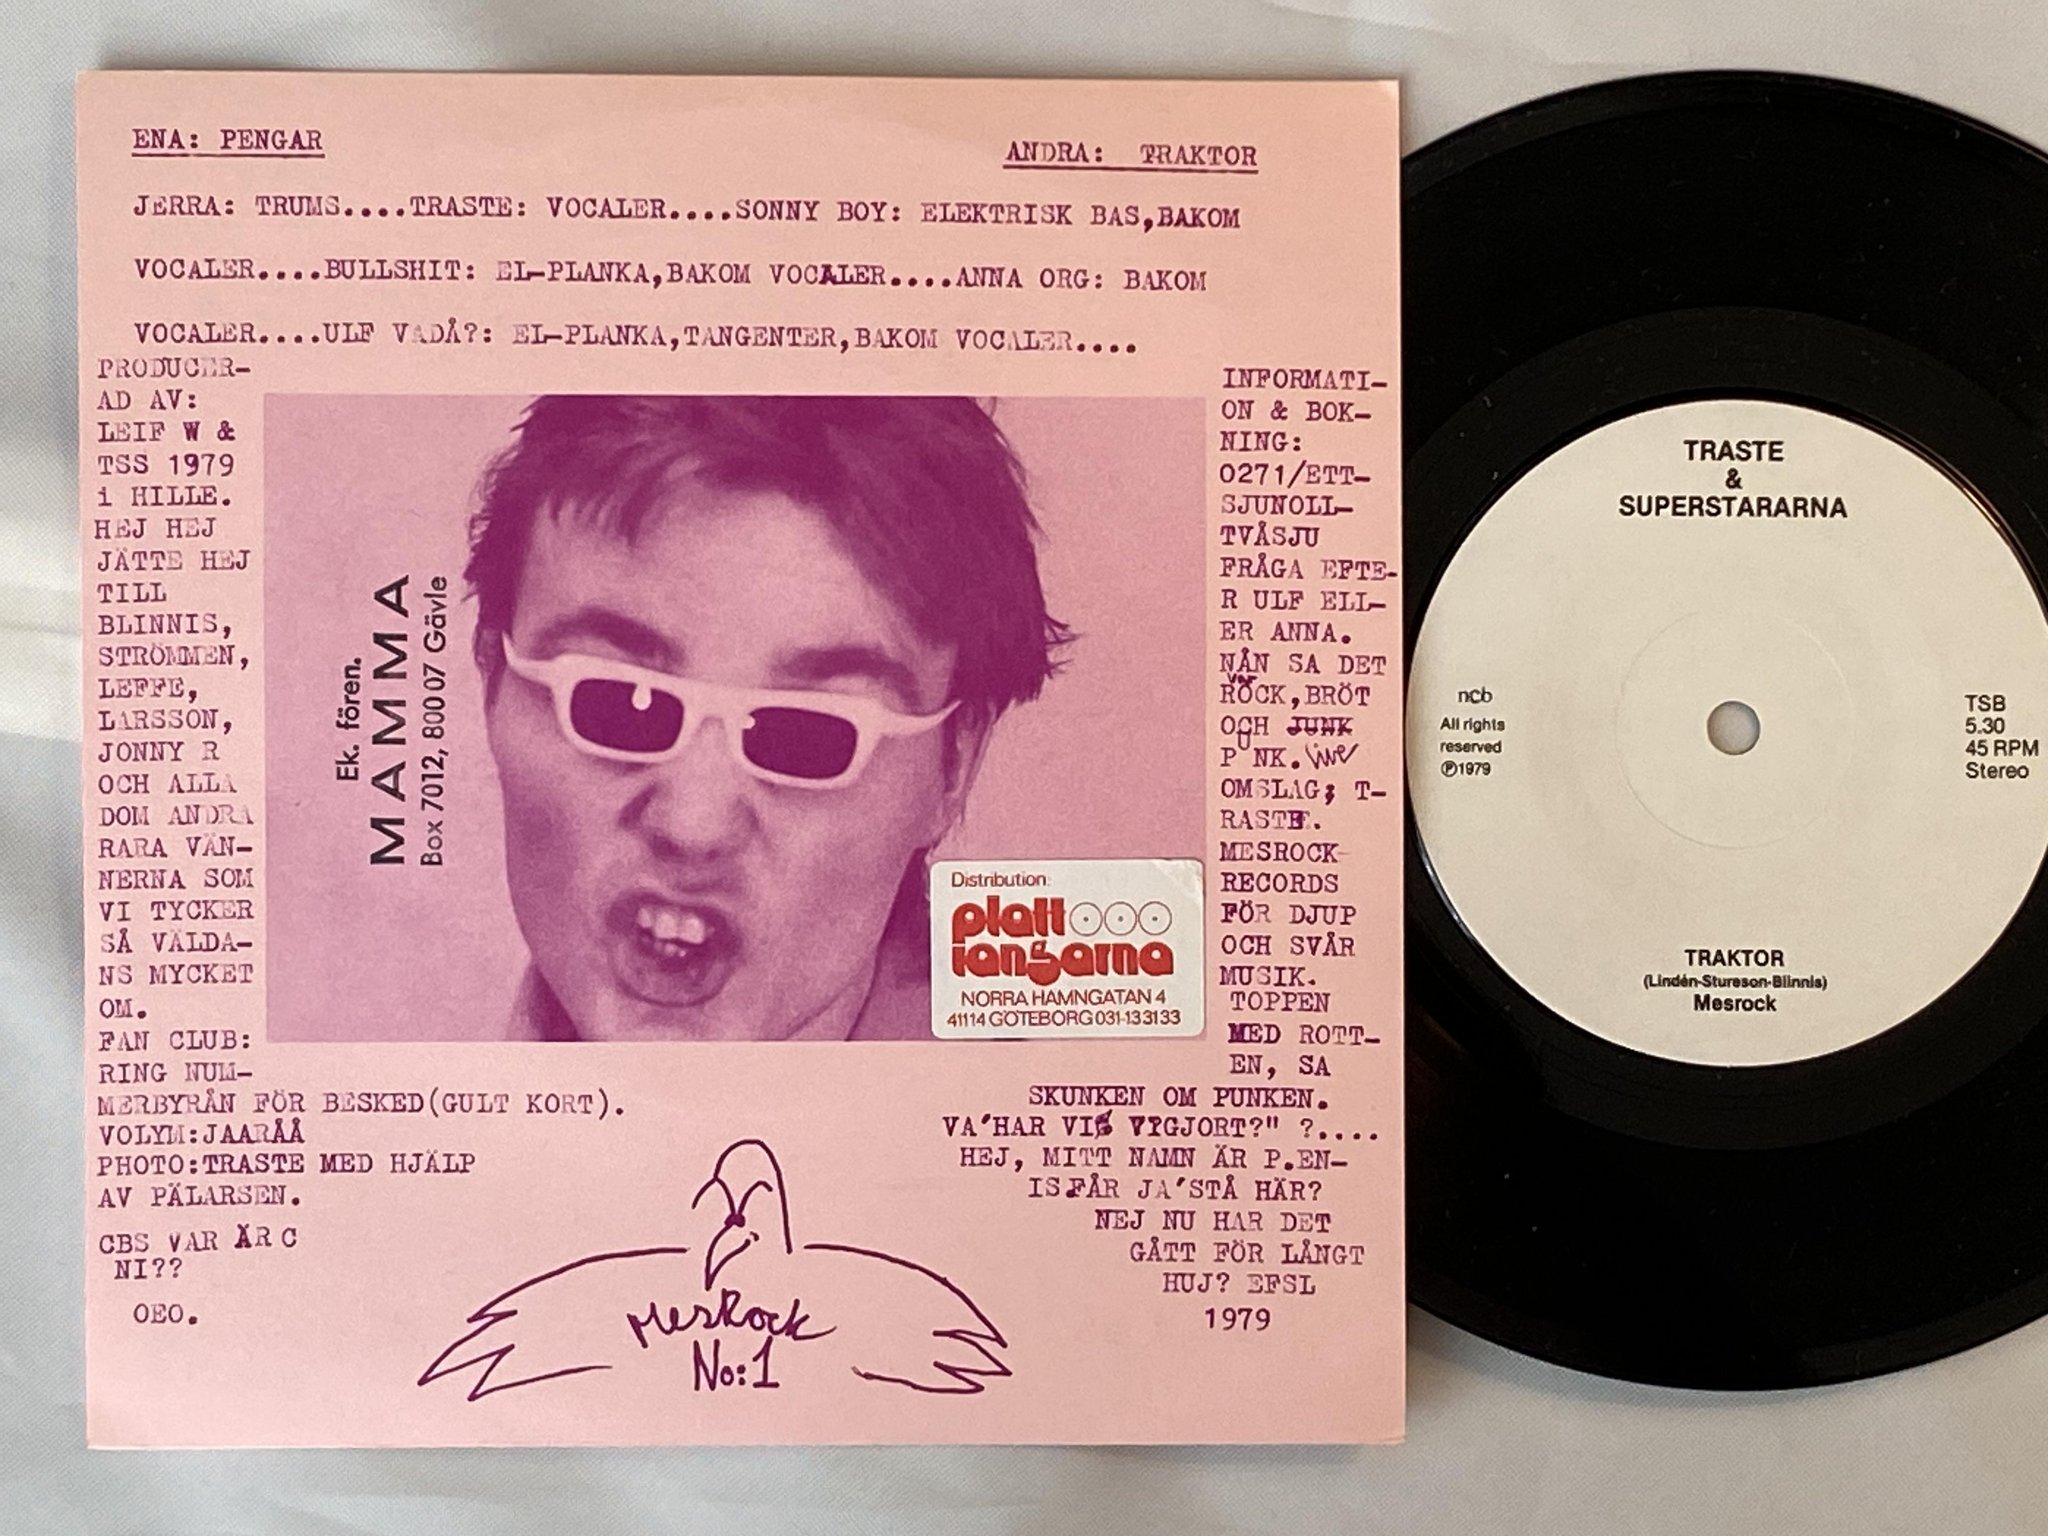 ENA: PENGAR
ANDRA: TRAKTOR
JERRA: TRUMS....TRASTE: VOCALER....SONNY BOY: ELEKTRISK BAS,BAKOM
VOCALER....BULLSHIT: EL-PLANKA,BAKOM VOCALER....ANNA ORG: BAKOM
VOCALER....ULF VADÅ?: EL-PLANKA,TANGENTER,BAKOM VOCALER....
PRODUCER-
AD AV:
LEIF W &
TSS 1979
i HILLE.
HEJ HEJ
JÄTTE HEJ
TILL
BLINNIS,
STRÖMMEN,
LEFFE,
LARSSON,
JONNY R
OCH ALLA
DOM ANDRA
RARA VÄN-
NERNA SOM
VI TYCKER
SÅ VÄLDA-
NS MYCKET
OM.
FAN CLUB:
RING NUM-
MERBYRÅN FÖR BESKED(GULT KORT).
VOLYM:JAARÅÅ
PHOTO:TRASTE MED HJÄLP
AV PÄLARSEN.
CBS VAR ÄR C
NI??
OEO.
Ek. fören.
MAMMA
Box 7012, 800 07 Gävle
Distribution:
platt
langarna
NORRA HAMNGATAN 4
41114 GÖTEBORG 031-133133
INFORMATI-
ON & BOK-
NING:
0271/ETT-
SJUNOLL-
TVÅSJU
FRÅGA EFTE-
R ULF ELL-
ER ANNA.
NÅN SA DET
var
ROCK,BRÖT
OCH JUNK
PUNK. live
OMSLAG; T-
RASTE.
MESROCK
RECORDS
FÖR DJUP
OCH SVÅR
MUSIK.
TOPPEN
MED ROTT-
EN, SA
SKUNKEN OM PUNKEN.
VA'HAR VI GJORT?" ?....
HEJ, MITT NAMN ÄR P.EN-
IS.FÅR JA'STÅ HÄR?
NEJ NU HAR DET
GÅTT FÖR LÅNGT
HUJ? EFSL
1979
MesRock
No:1
TRASTE
&
SUPERSTARARNA
ncb
All rights
reserved
Ⓟ1979
TSB
5.30
45 RPM
Stereo
TRAKTOR
(Lindén-Stureson-Blinnis)
Mesrock